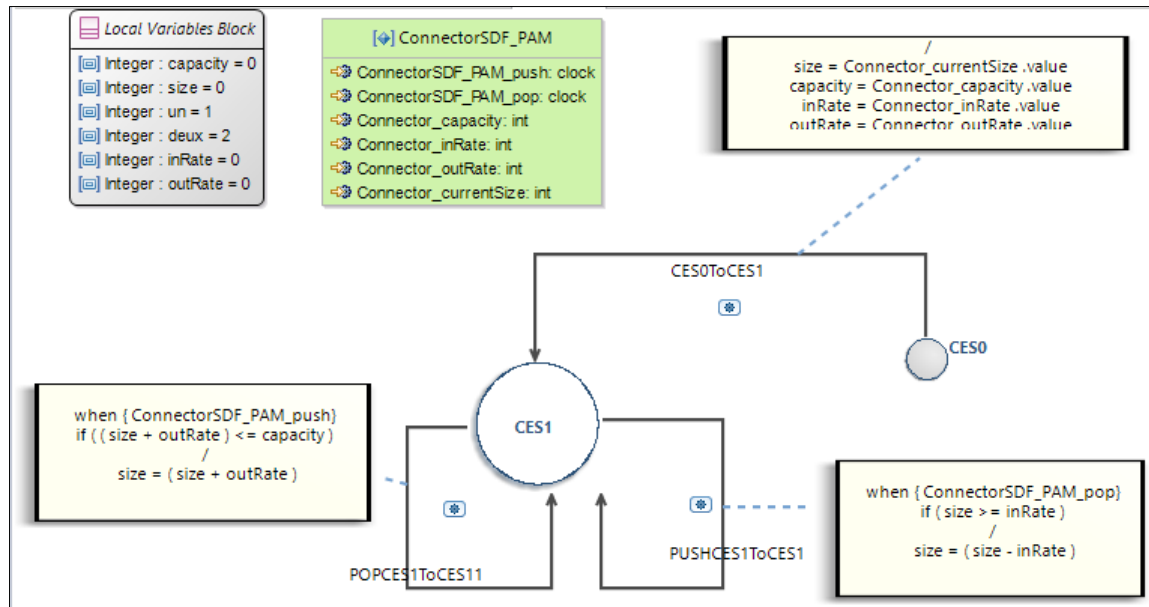 Local Variables Block
Integer : capacity = 0
Integer : size = 0
Integer : un = 1
Integer : deux = 2
Integer : inRate = 0
Integer : outRate = 0
ConnectorSDF_PAM
ConnectorSDF_PAM_push: clock
ConnectorSDF_PAM_pop: clock
Connector_capacity: int
Connector_inRate: int
Connector_outRate: int
Connector_currentSize: int
/
size = Connector_currentSize .value
capacity = Connector_capacity .value
inRate = Connector_inRate .value
outRate = Connector_outRate .value
CES0ToCES1
CES0
CES1
when { ConnectorSDF_PAM_push}
if ( ( size + outRate ) <= capacity )
/
size = ( size + outRate )
POPCES1ToCES11
PUSHCES1ToCES1
when { ConnectorSDF_PAM_pop}
if ( size >= inRate )
/
size = ( size - inRate )